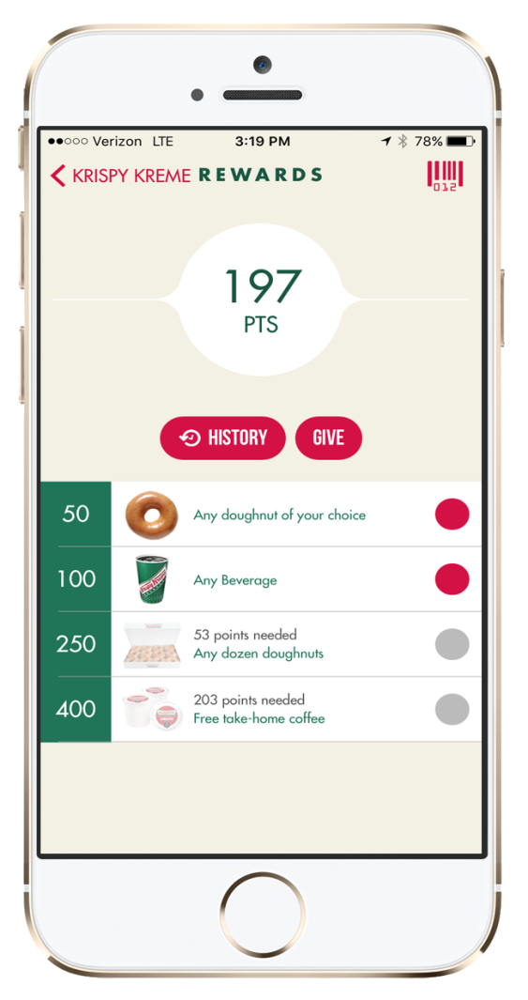 Verizon LTE 3:19 PM 78%
KRISPY KREME REWARDS
012
197
PTS
HISTORY GIVE
50 Any doughnut of your choice
100 Any Beverage
250 53 points needed
Any dozen doughnuts
400 203 points needed
Free take-home coffee